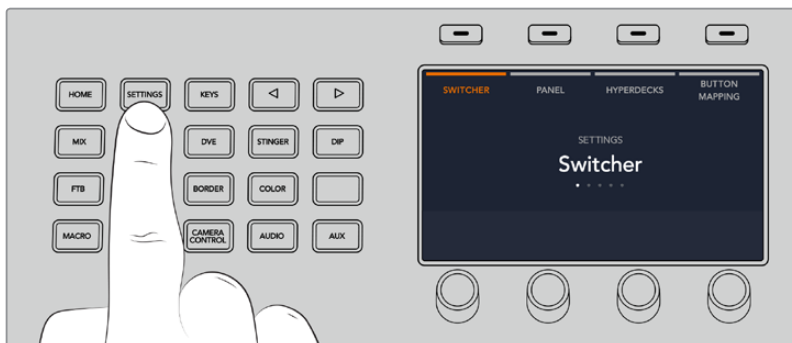 HOME
SETTINGS
KEYS
MIX
DVE
STINGER
DIP
FTB
BORDER
COLOR
MACRO
CAMERA
CONTROL
AUDIO
AUX
SWITCHER
PANEL
HYPERDECKS
BUTTON
MAPPING
SETTINGS
Switcher